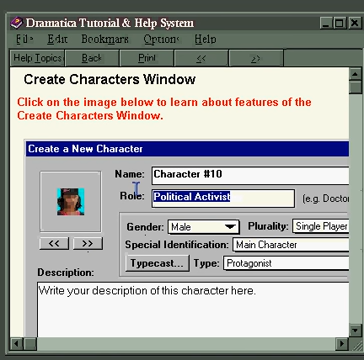 Dramatica Tutorial & Help System
File Edit Bookmark Options Help
Help Topics Back Print << >>
Create Characters Window
Click on the image below to learn about features of the
Create Characters Window.
Create a New Character
Name: Character #10
Role: Political Activist (e.g. Doctor
Gender: Male Plurality: Single Player
Special Identification: Main Character
<< >> Typecast... Type: Protagonist
Description:
Write your description of this character here.